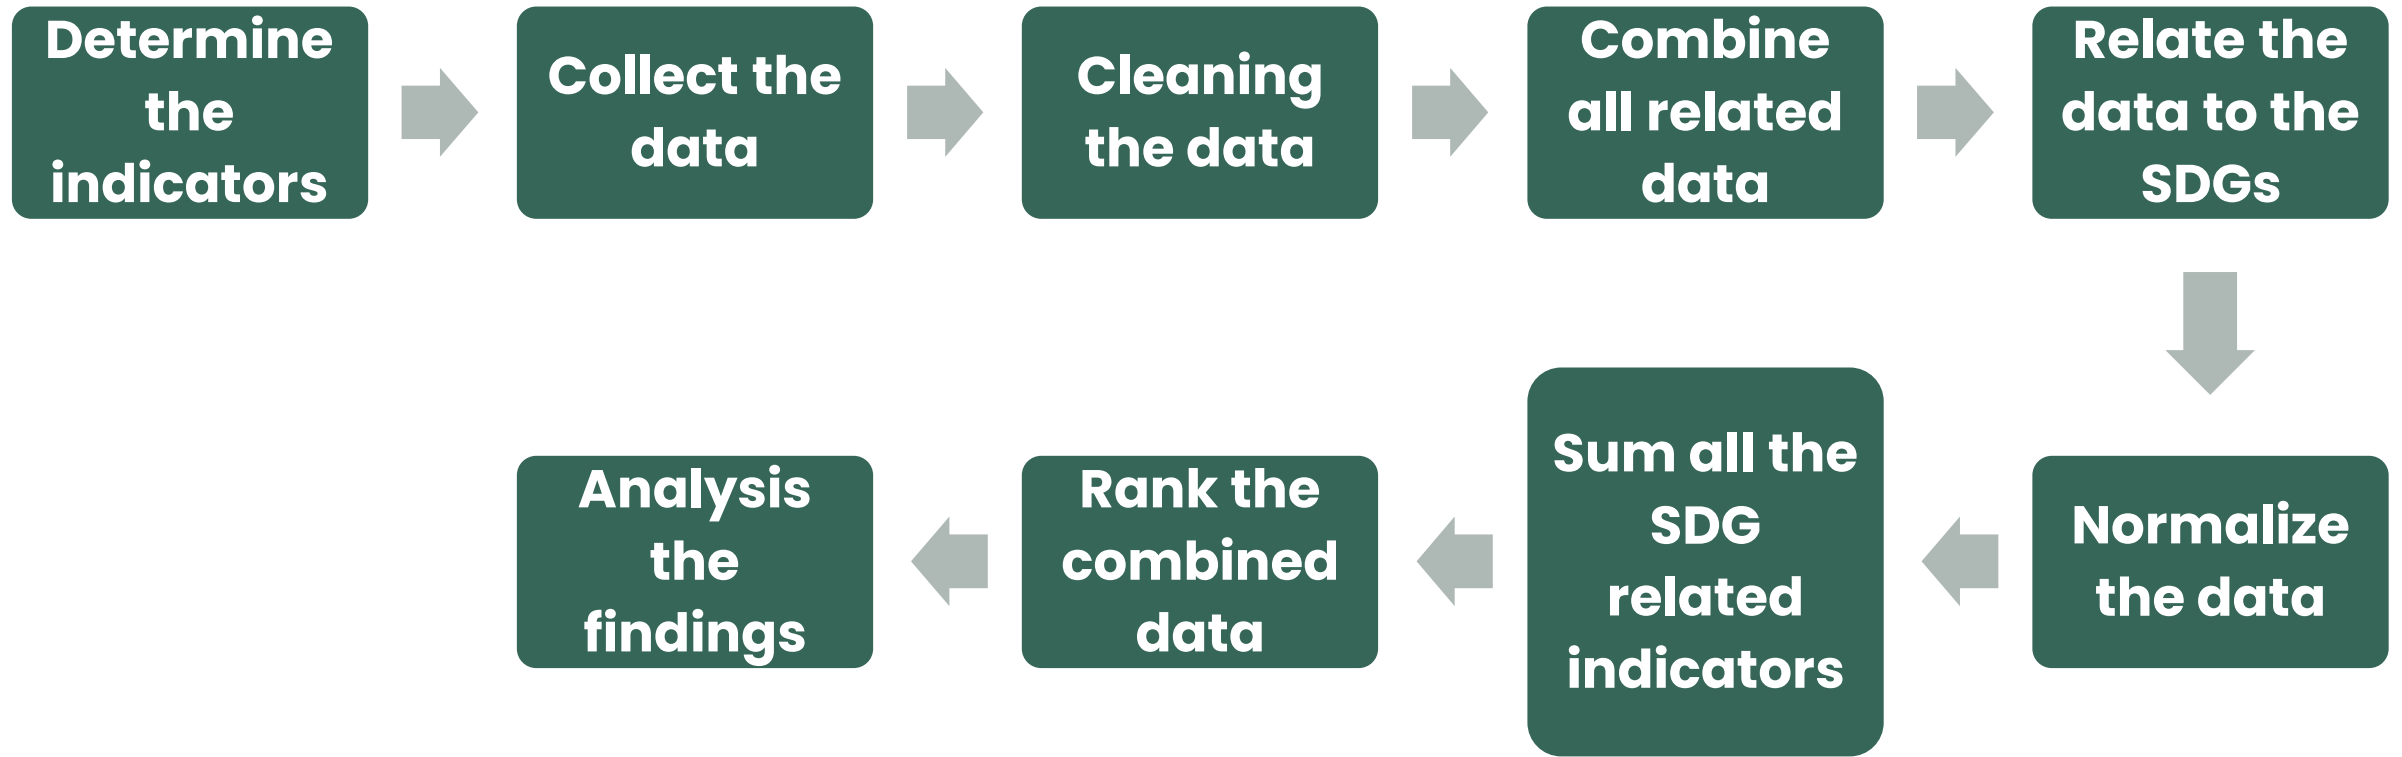 Determine
the
indicators
Collect the
data
Cleaning
the data
Combine
all related
data
Relate the
data to the
SDGs
Normalize
the data
Sum all the
SDG
related
indicators
Rank the
combined
data
Analysis
the
findings